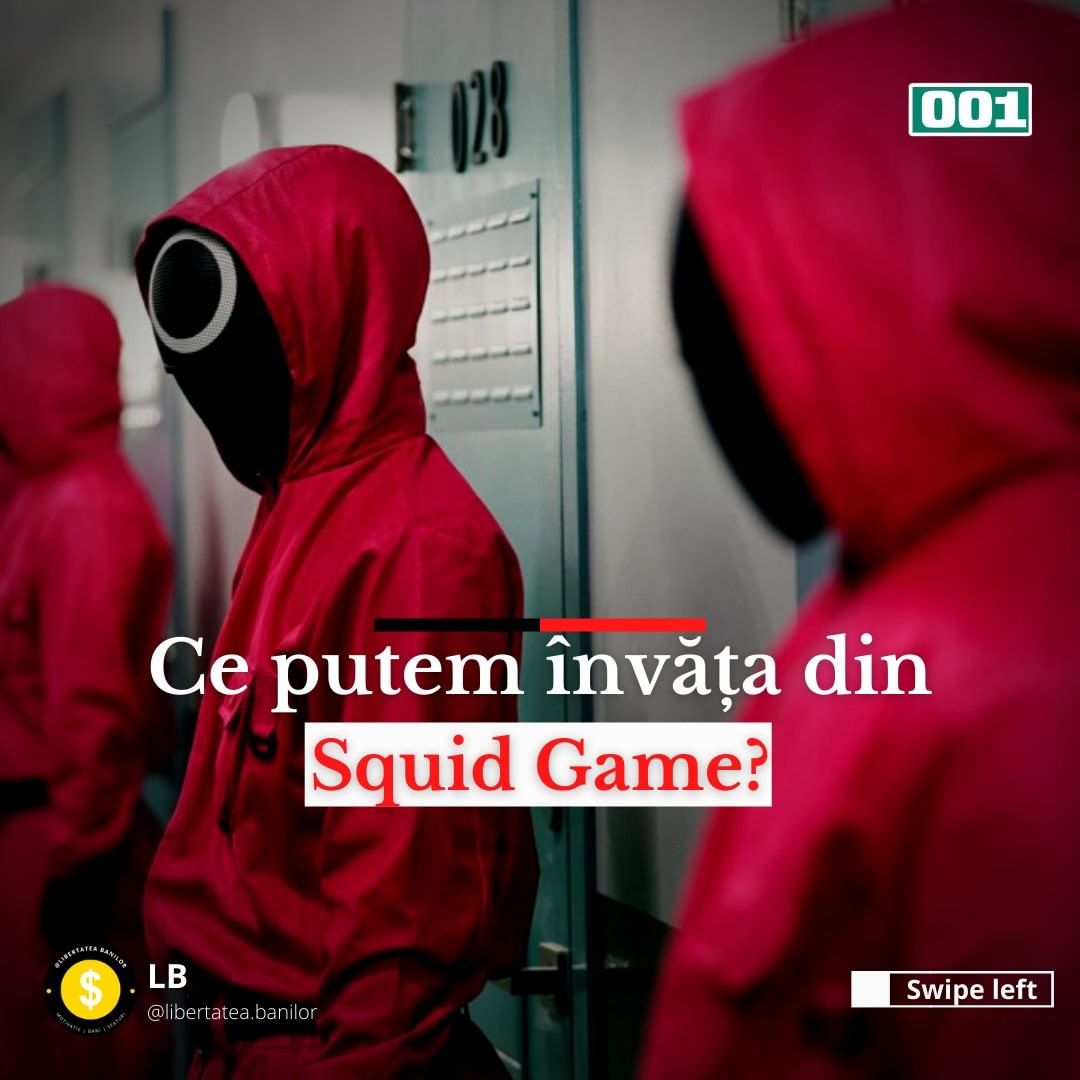 028
001
Ce putem învăța din
Squid Game?
@LIBERTATEA BANILOR
$
MOTIVAȚIE | BANI | SFATURI
LB
@libertatea.banilor
Swipe left